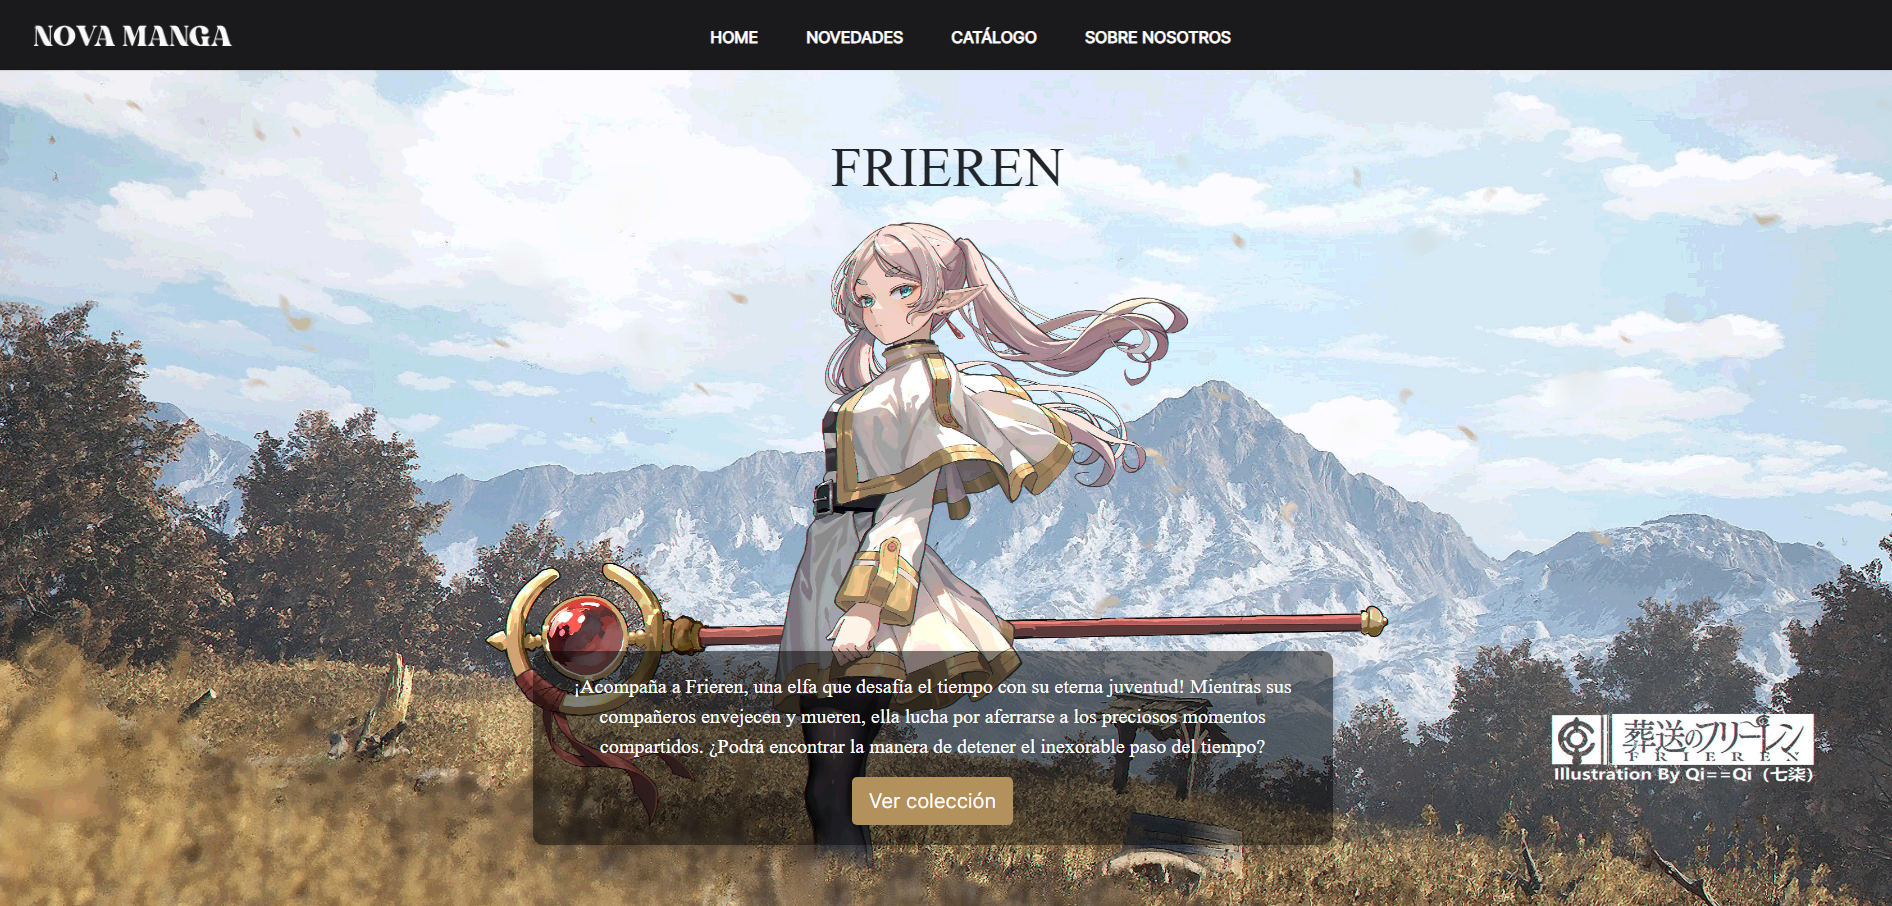 NOVA MANGA
HOME
NOVEDADES
CATÁLOGO
SOBRE NOSOTROS
FRIEREN
¡Acompaña a Frieren, una elfa que desafía el tiempo con su eterna juventud! Mientras sus
compañeros envejecen y mueren, ella lucha por aferrarse a los preciosos momentos
compartidos. ¿Podrá encontrar la manera de detener el inexorable paso del tiempo?
Ver colección
葬送のフリーレン
FRIEREN
Illustration By Qi==Qi（七柒）